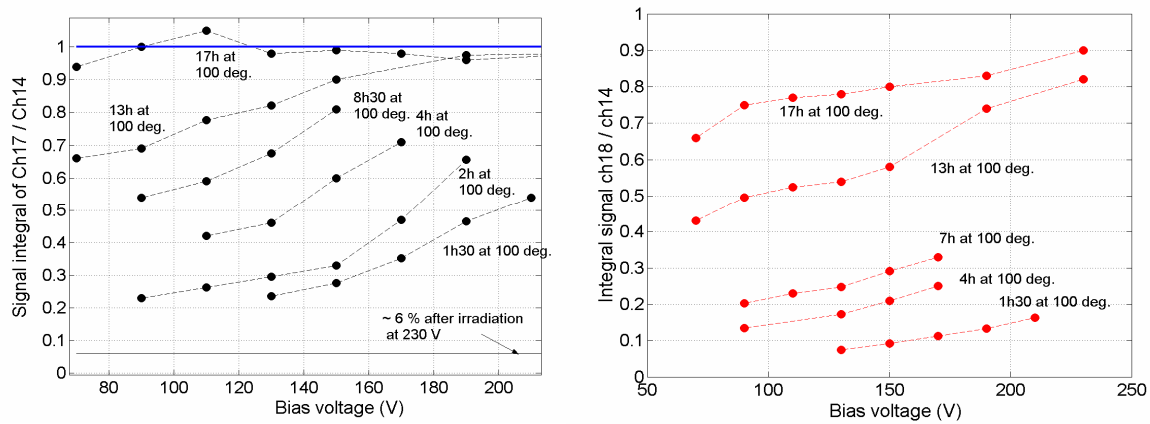 1
0.9
0.8
0.7
0.6
0.5
0.4
0.3
0.2
0.1
0
Signal integral of Ch17 / Ch14
17h at
100 deg.
13h at
100 deg.
8h30 at
100 deg.
4h at
100 deg.
2h at
100 deg.
1h30 at 100 deg.
~ 6 % after irradiation
at 230 V
80 100 120 140 160 180 200
Bias voltage (V)
1
0.9
0.8
0.7
0.6
0.5
0.4
0.3
0.2
0.1
0
Integral signal ch18 / ch14
17h at 100 deg.
13h at 100 deg.
7h at 100 deg.
4h at 100 deg.
1h30 at 100 deg.
50 100 150 200 250
Bias voltage (V)